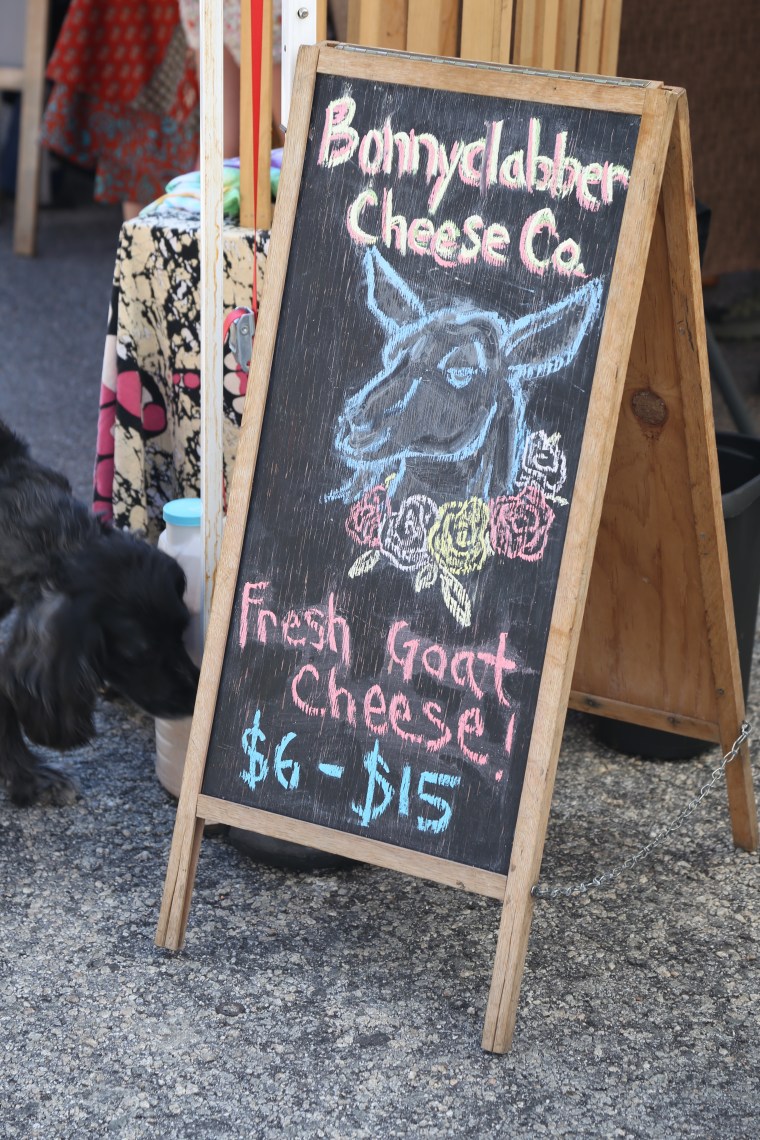 Bonnyclabber
Cheese Co.
Fresh Goat
Cheese!
$6 - $15